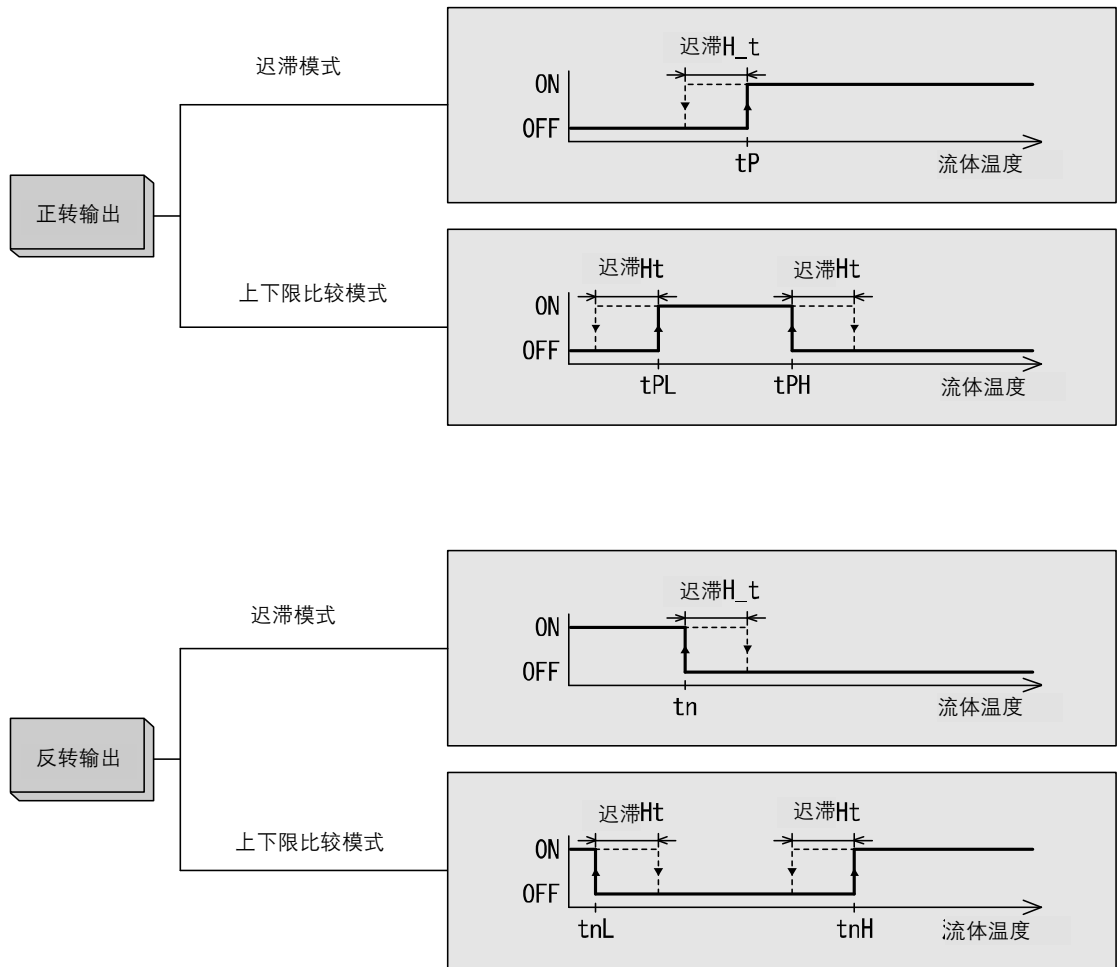 迟滞模式
迟滞H_t
ON
OFF
tP
流体温度
正转输出
上下限比较模式
迟滞Ht
迟滞Ht
ON
OFF
tPL
tPH
流体温度
迟滞模式
迟滞H_t
ON
OFF
tn
流体温度
反转输出
上下限比较模式
迟滞Ht
迟滞Ht
ON
OFF
tnL
tnH
流体温度